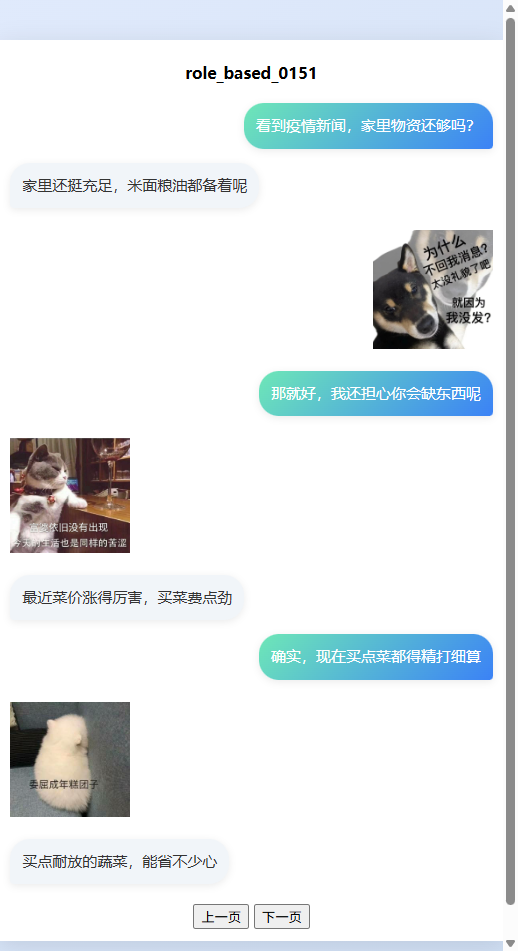 role_based_0151
看到疫情新闻，家里物资还够吗？
家里还挺充足，米面粮油都备着呢
为什么
不回我消息?
太没礼貌了吧
就因为
我没发?
那就好，我还担心你会缺东西呢
富婆依旧没有出现
今天的生活也是同样的苦涩
最近菜价涨得厉害，买菜费点劲
确实，现在买点菜都得精打细算
委屈成年糕团子
买点耐放的蔬菜，能省不少心
上一页 下一页